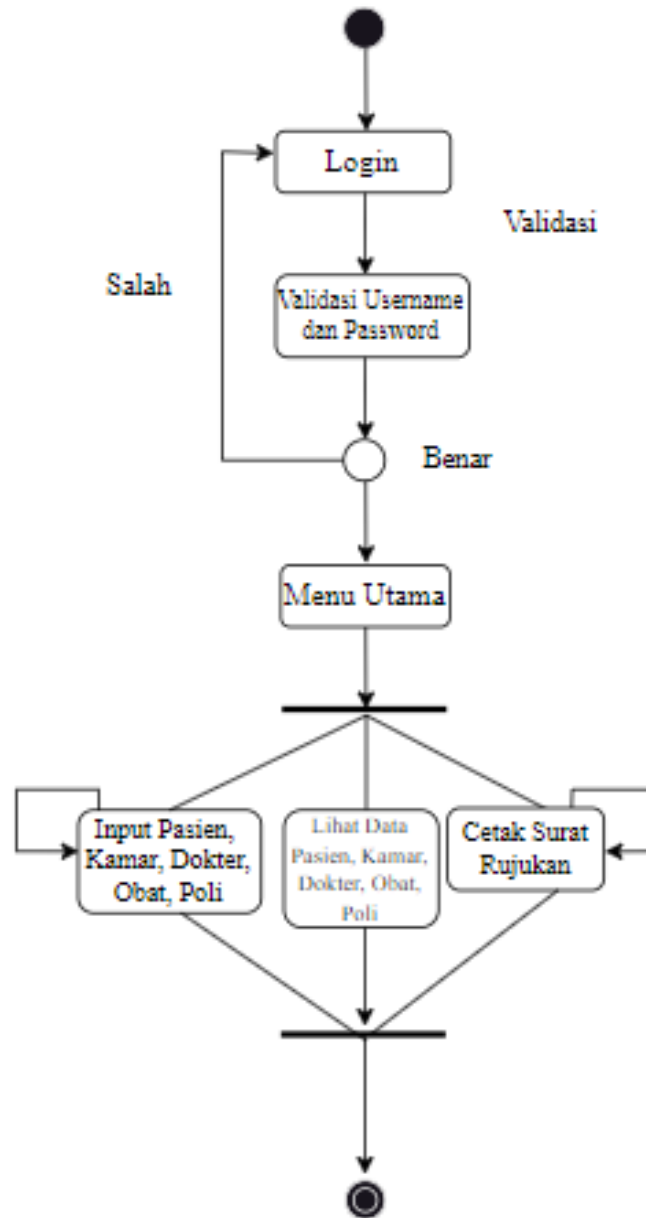 Login
Validasi
Salah
Validasi Username
dan Password
Benar
Menu Utama
Input Pasien,
Kamar, Dokter,
Obat, Poli
Lihat Data
Pasien, Kamar,
Dokter, Obat,
Poli
Cetak Surat
Rujukan